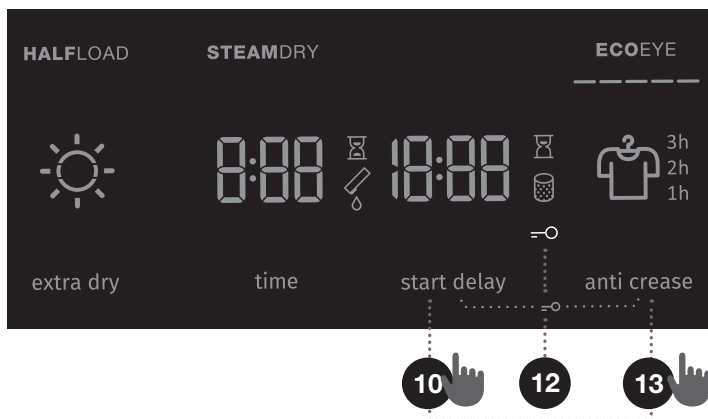 HALFLOAD
STEAMDRY
ECOEYE
8:88
18:88
3h
2h
1h
extra dry
time
start delay
anti crease
10
12
13